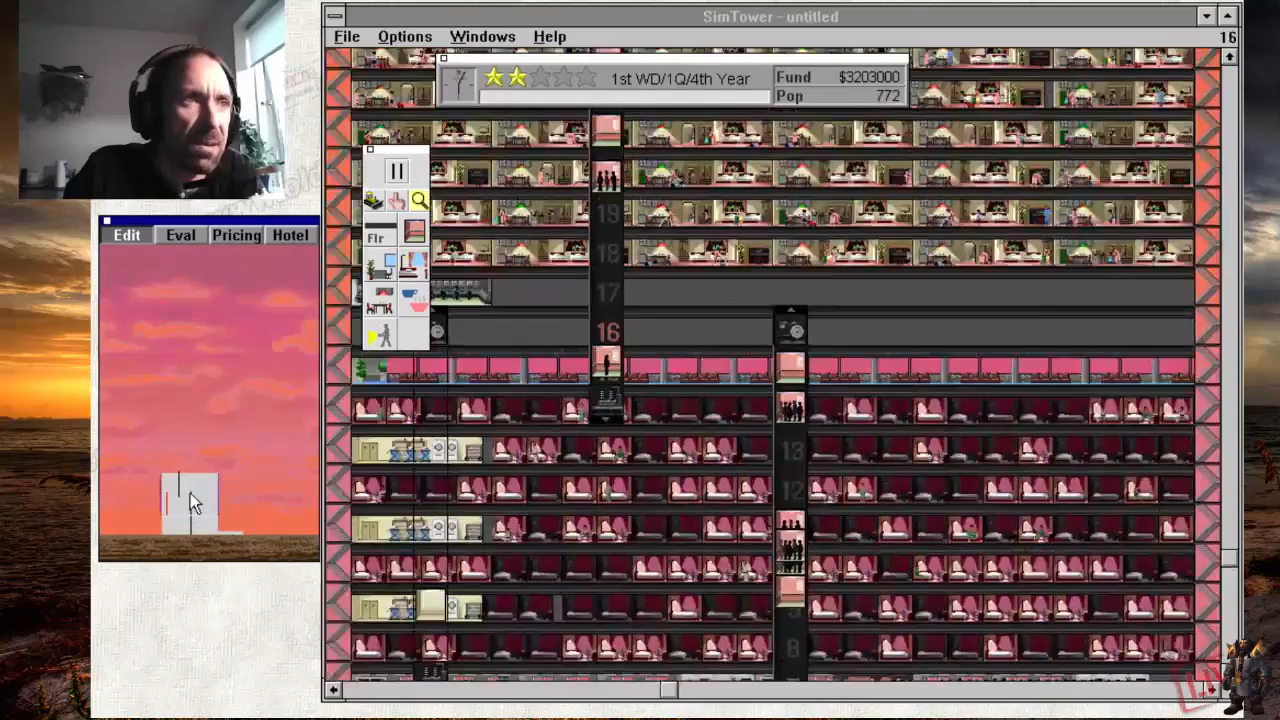 SimTower - untitled
File Options Windows Help
16
1st WD/1Q/4th Year
Fund $3203000
Pop 772
Edit Eval Pricing Hotel
Flr
19
18
17
16
13
12
8